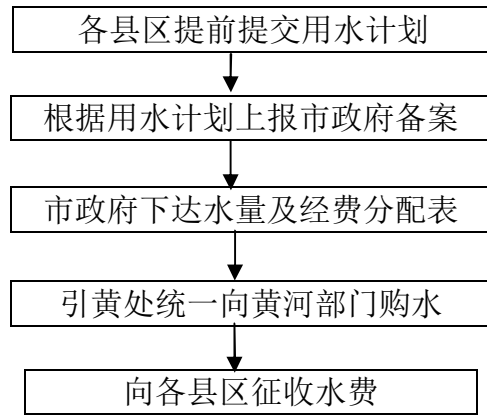 各县区提前提交用水计划
根据用水计划上报市政府备案
市政府下达水量及经费分配表
引黄处统一向黄河部门购水
向各县区征收水费